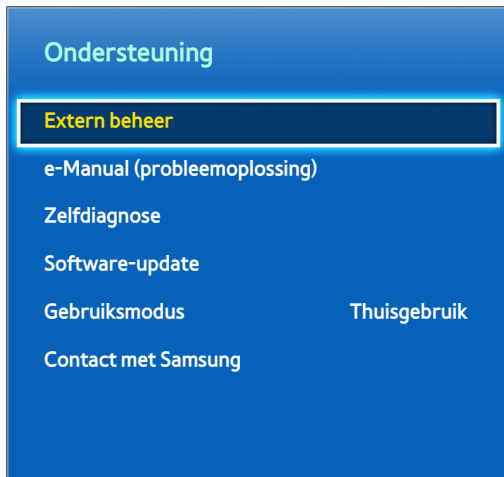 Ondersteuning
Extern beheer
e-Manual (probleemoplossing)
Zelfdiagnose
Software-update
Gebruiksmodus Thuisgebruik
Contact met Samsung